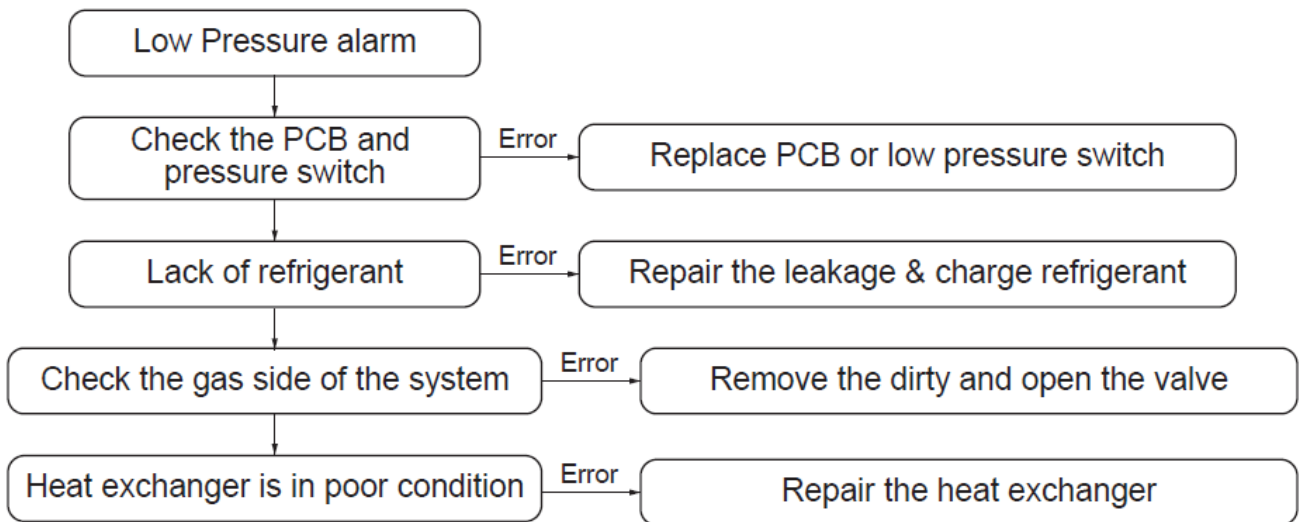 Low Pressure alarm
Check the PCB and
pressure switch
Error
Replace PCB or low pressure switch
Lack of refrigerant
Error
Repair the leakage & charge refrigerant
Check the gas side of the system
Error
Remove the dirty and open the valve
Heat exchanger is in poor condition
Error
Repair the heat exchanger